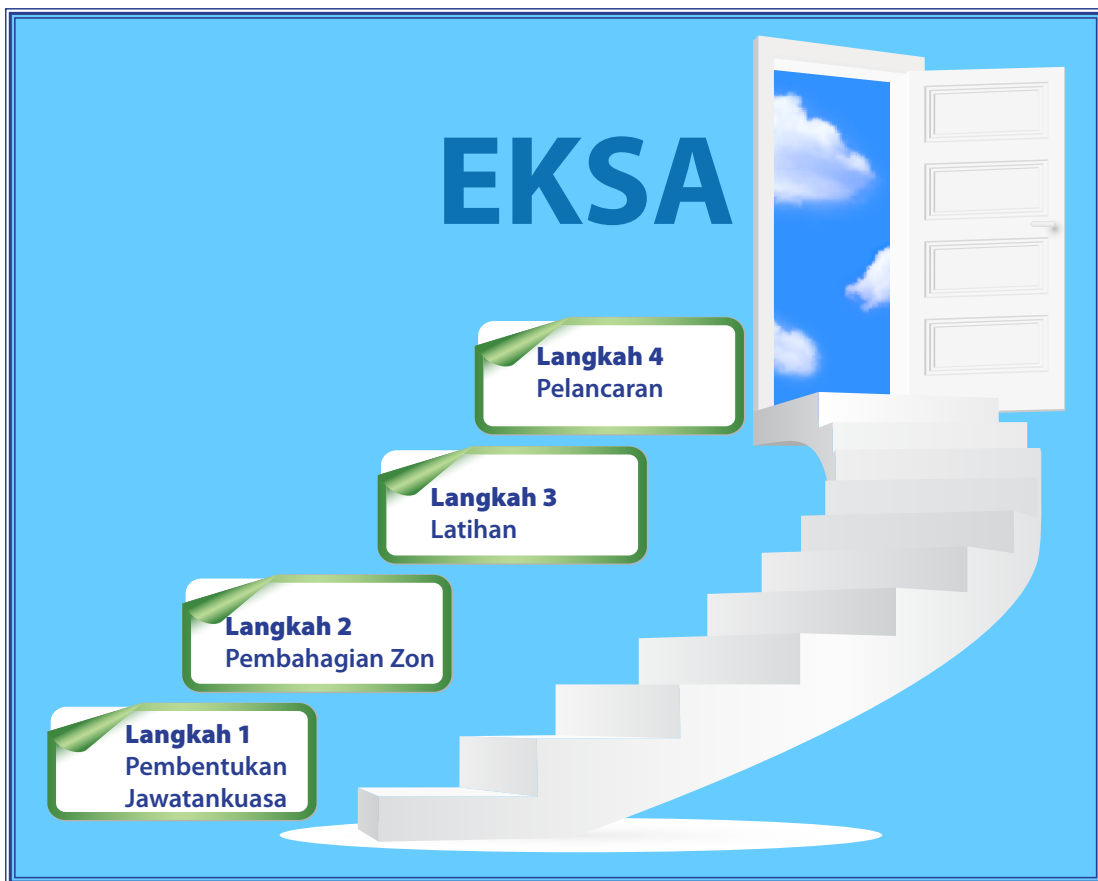 EKSA
Langkah 4
Pelancaran
Langkah 3
Latihan
Langkah 2
Pembahagian Zon
Langkah 1
Pembentukan
Jawatankuasa